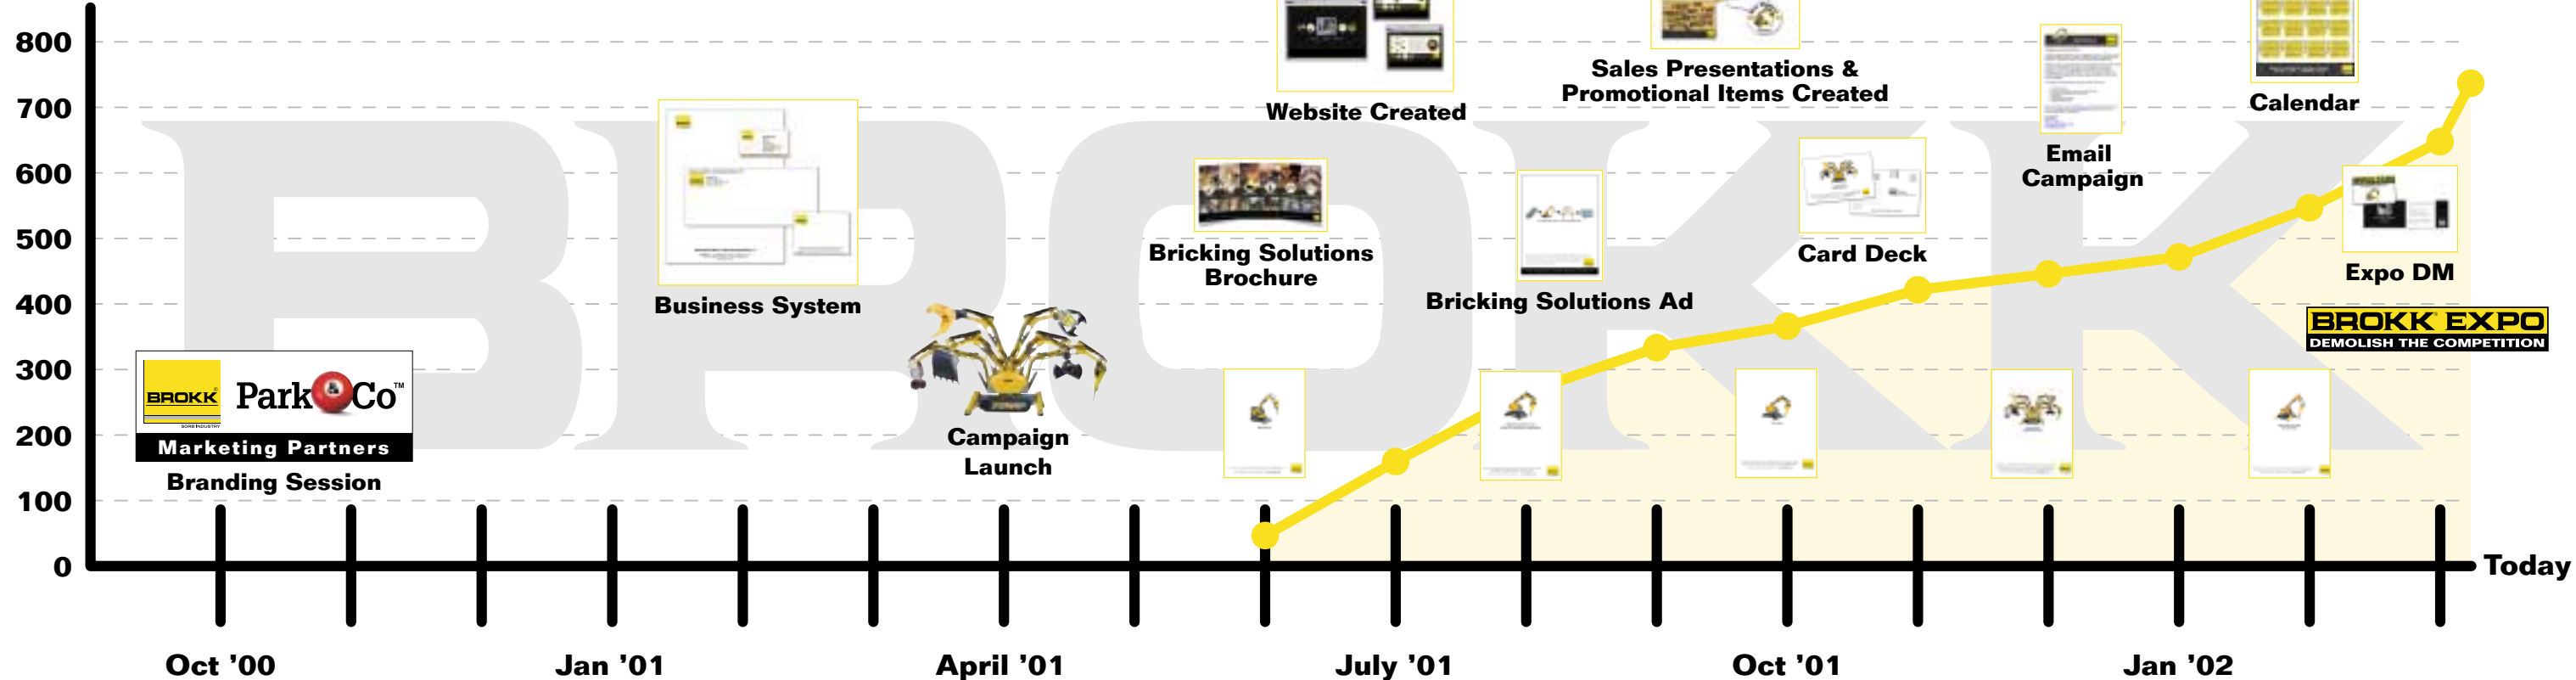 800
700
600
500
400
300
200
100
0
BROKK
Website Created
Sales Presentations &
Promotional Items Created
Calendar
Email
Campaign
Business System
Bricking Solutions
Brochure
Bricking Solutions Ad
Card Deck
Expo DM
BROKK® EXPO
DEMOLISH THE COMPETITION
BROKK®
Park Co™
Marketing Partners
Branding Session
Campaign
Launch
Today
Oct ’00
Jan ’01
April ’01
July ’01
Oct ’01
Jan ’02